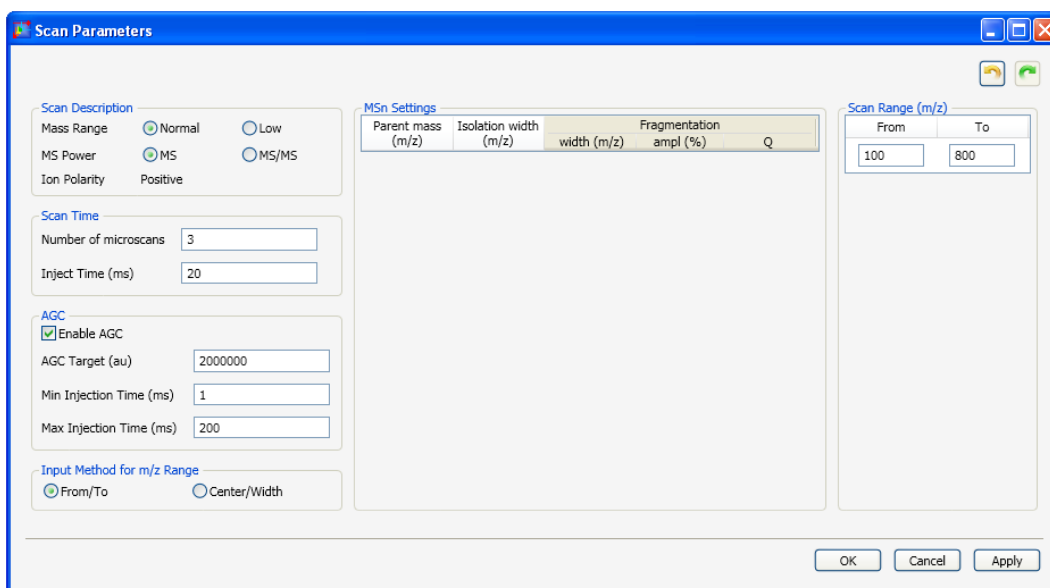 Scan Parameters
Scan Description
Mass Range Normal Low
MS Power MS MS/MS
Ion Polarity Positive
Scan Time
Number of microscans 3
Inject Time (ms) 20
AGC
Enable AGC
AGC Target (au) 2000000
Min Injection Time (ms) 1
Max Injection Time (ms) 200
Input Method for m/z Range
From/To Center/Width
MSn Settings
Parent mass (m/z) Isolation width (m/z) Fragmentation
width (m/z) ampl (%) Q
Scan Range (m/z)
From To
100 800
OK Cancel Apply